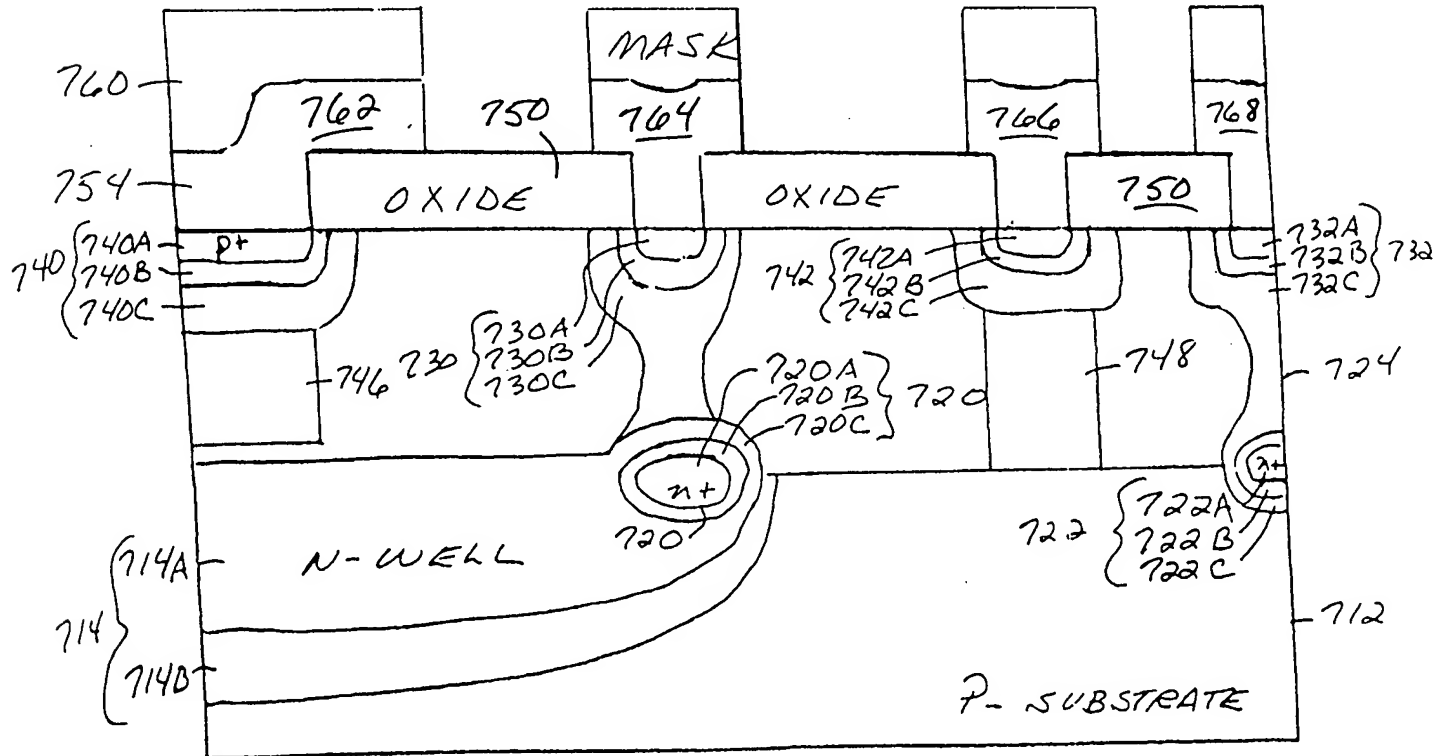 MASK
760
762
750
764
766
768
754
OXIDE
OXIDE
750
740
740A
740B
740C
p+
742
742A
742B
742C
732A
732B
732C
732
730
730A
730B
730C
746
720A
720B
720C
720
748
724
n+
720
n+
722
722A
722B
722C
714
714A
714B
N-WELL
712
P- SUBSTRATE